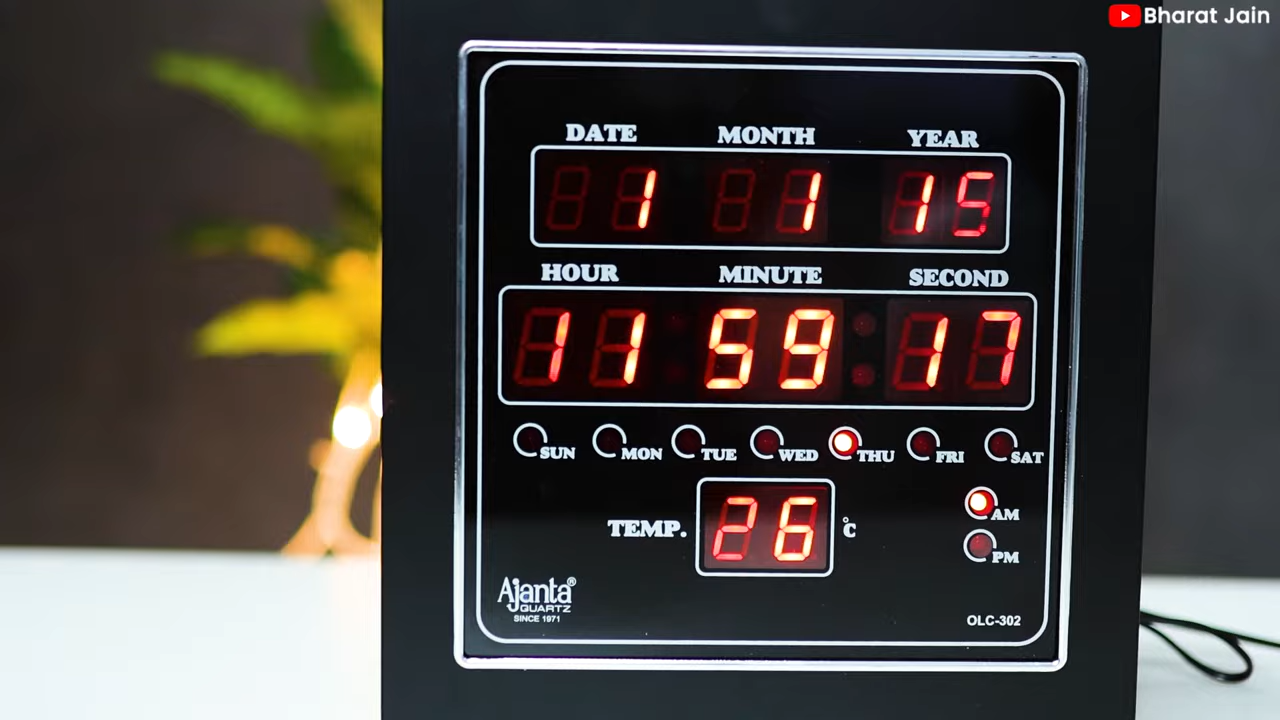 Bharat Jain
DATE MONTH YEAR
1 1 15
HOUR MINUTE SECOND
11 59 17
SUN MON TUE WED THU FRI SAT
TEMP. 26 °C
AM
PM
Ajanta®
QUARTZ
SINCE 1971
OLC-302